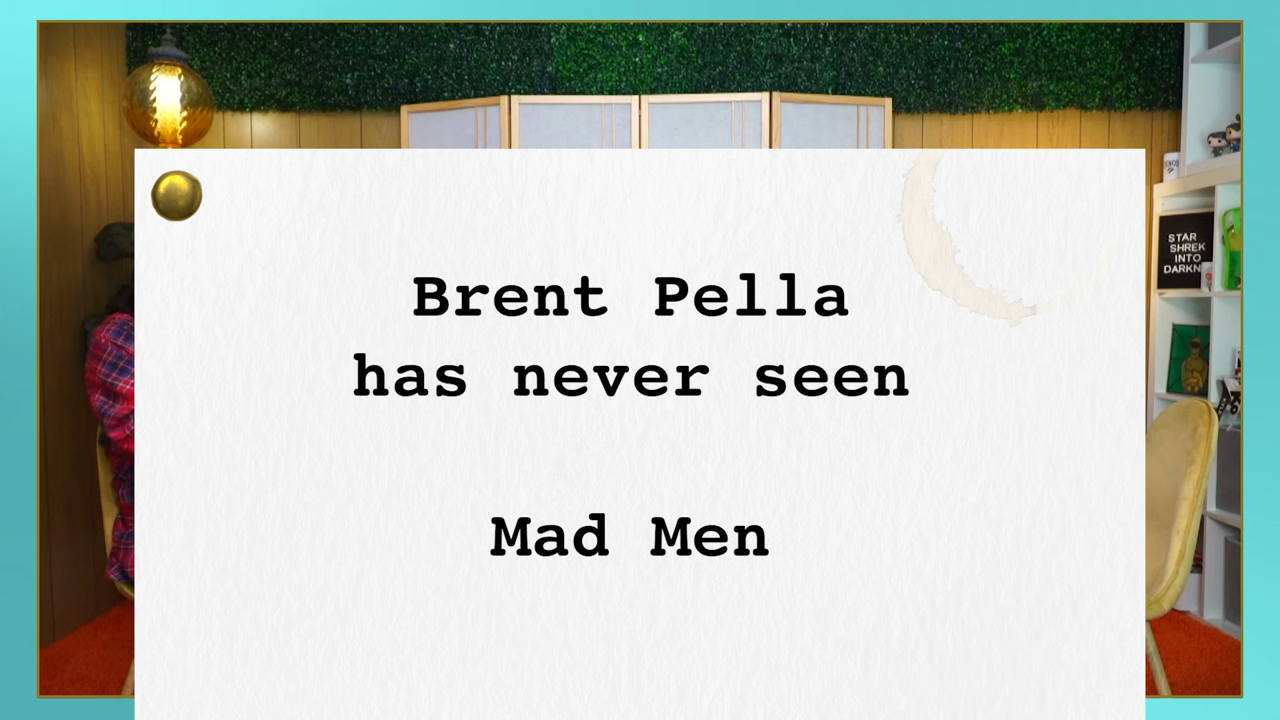 Brent Pella
has never seen
Mad Men
STAR
SHREK
INTO
DARKN